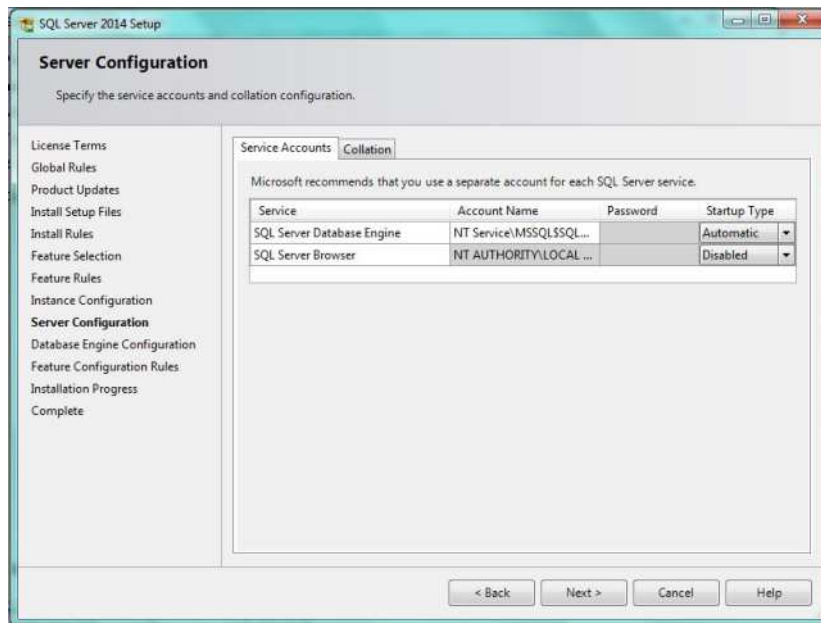 SQL Server 2014 Setup
Server Configuration
Specify the service accounts and collation configuration.
License Terms
Global Rules
Product Updates
Install Setup Files
Install Rules
Feature Selection
Feature Rules
Instance Configuration
Server Configuration
Database Engine Configuration
Feature Configuration Rules
Installation Progress
Complete
Service Accounts Collation
Microsoft recommends that you use a separate account for each SQL Server service.
Service Account Name Password Startup Type
SQL Server Database Engine NT Service\MSSQL$SQL... Automatic
SQL Server Browser NT AUTHORITY\LOCAL ... Disabled
< Back Next > Cancel Help